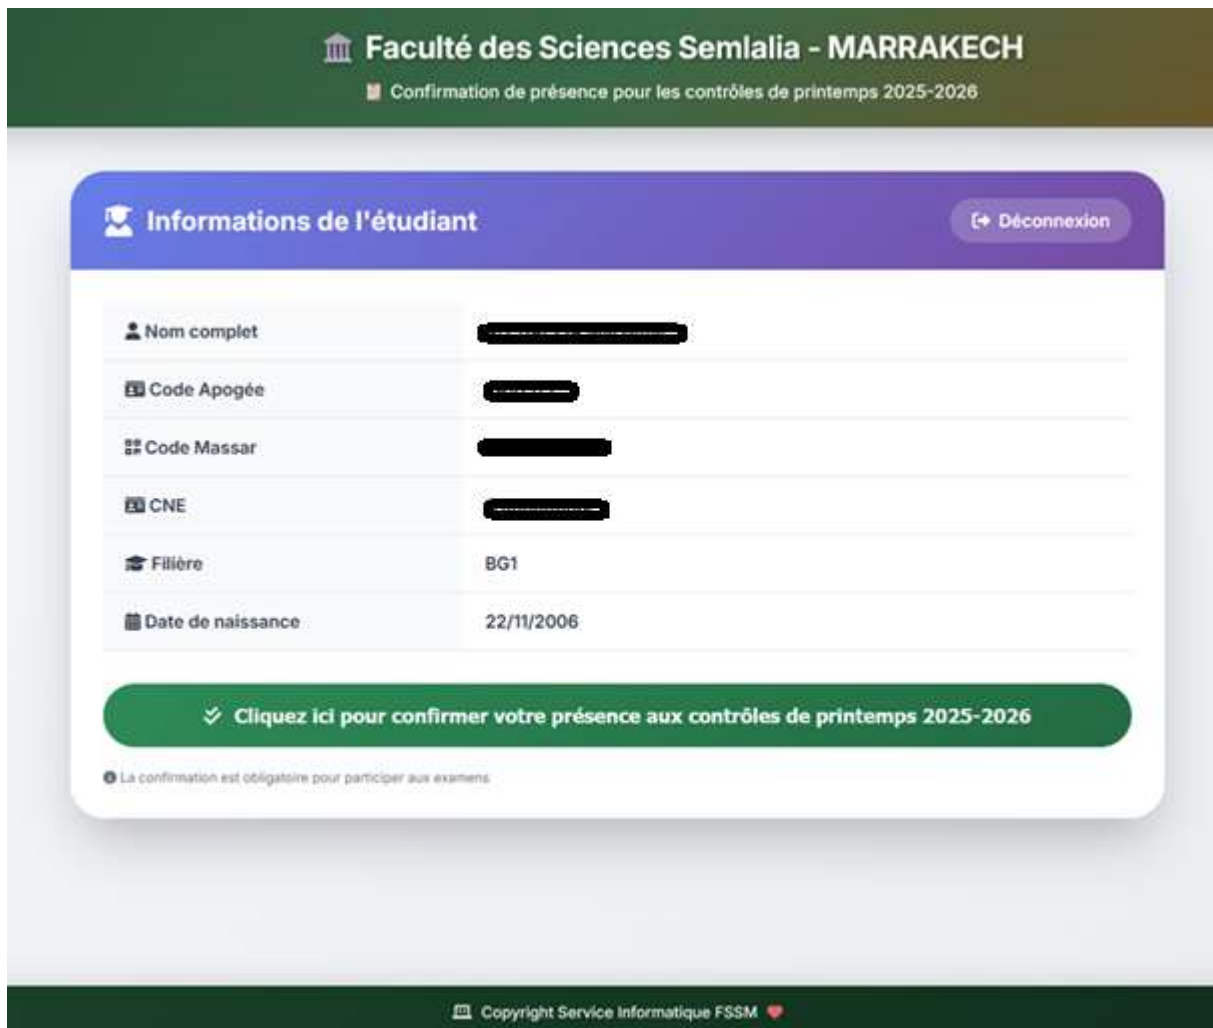 Faculté des Sciences Semlalia - MARRAKECH
Confirmation de présence pour les contrôles de printemps 2025-2026
Informations de l'étudiant
Déconnexion
Nom complet
Code Apogée
Code Massar
CNE
Filière BG1
Date de naissance 22/11/2006
Cliquez ici pour confirmer votre présence aux contrôles de printemps 2025-2026
La confirmation est obligatoire pour participer aux examens
Copyright Service Informatique FSSM